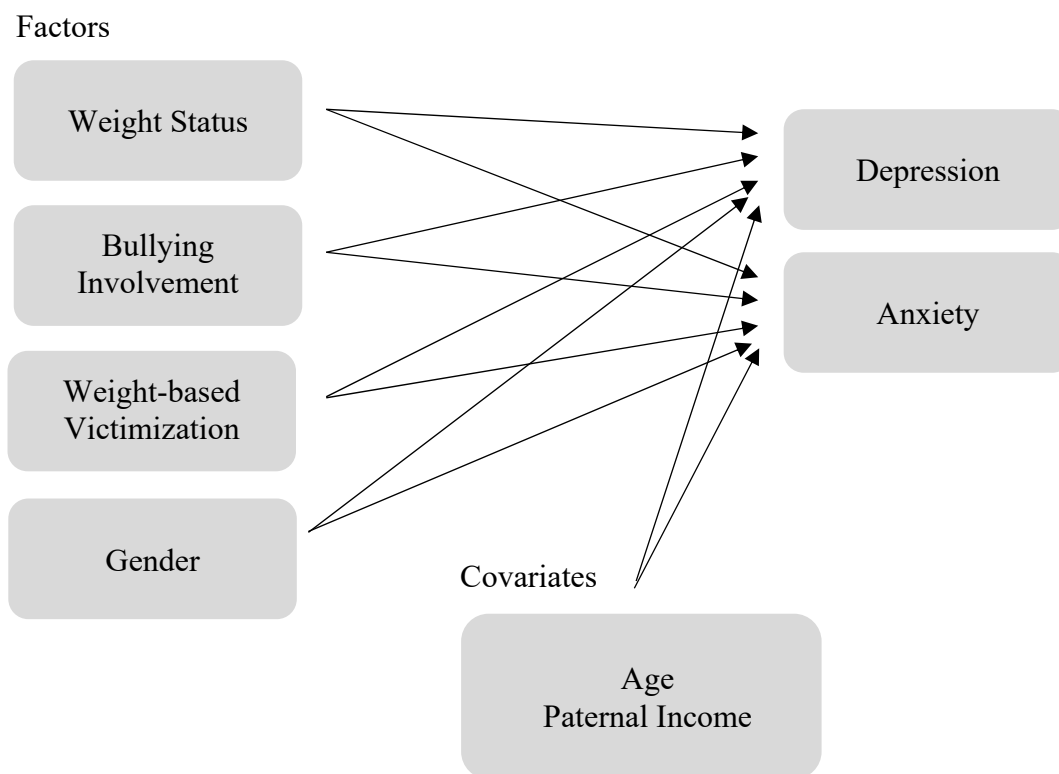 Factors
Weight Status
Bullying
Involvement
Weight-based
Victimization
Gender
Depression
Anxiety
Covariates
Age
Paternal Income